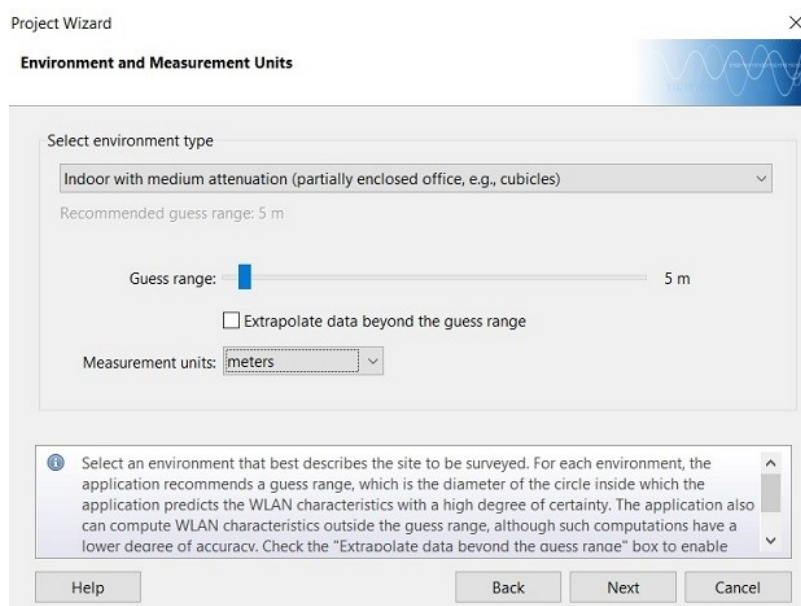 Project Wizard
Environment and Measurement Units
Select environment type
Indoor with medium attenuation (partially enclosed office, e.g., cubicles)
Recommended guess range: 5 m
Guess range: 5 m
Extrapolate data beyond the guess range
Measurement units: meters
Select an environment that best describes the site to be surveyed. For each environment, the
application recommends a guess range, which is the diameter of the circle inside which the
application predicts the WLAN characteristics with a high degree of certainty. The application also
can compute WLAN characteristics outside the guess range, although such computations have a
lower degree of accuracy. Check the "Extrapolate data beyond the guess range" box to enable
Help Back Next Cancel